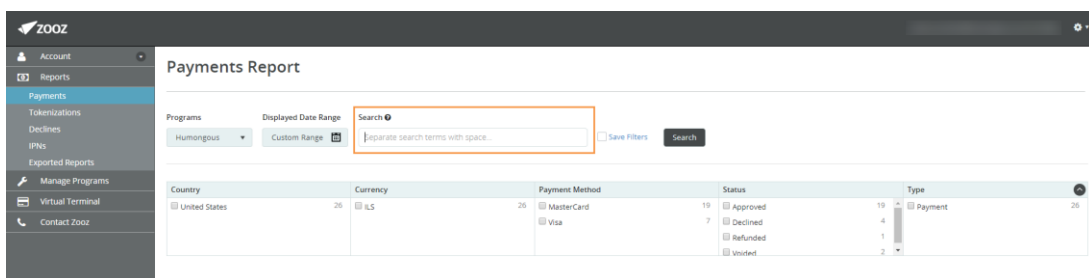 ZOOZ
Account
Reports
Payments
Tokenizations
Declines
IPNs
Exported Reports
Manage Programs
Virtual Terminal
Contact Zooz
Payments Report
Programs Displayed Date Range Search
Humongous Custom Range Separate search terms with space... Save Filters Search
Country Currency Payment Method Status Type
United States 26 ILS 26 MasterCard 19 Approved 19 Payment 26
Visa 7 Declined 4
Refunded 1
Voided 2